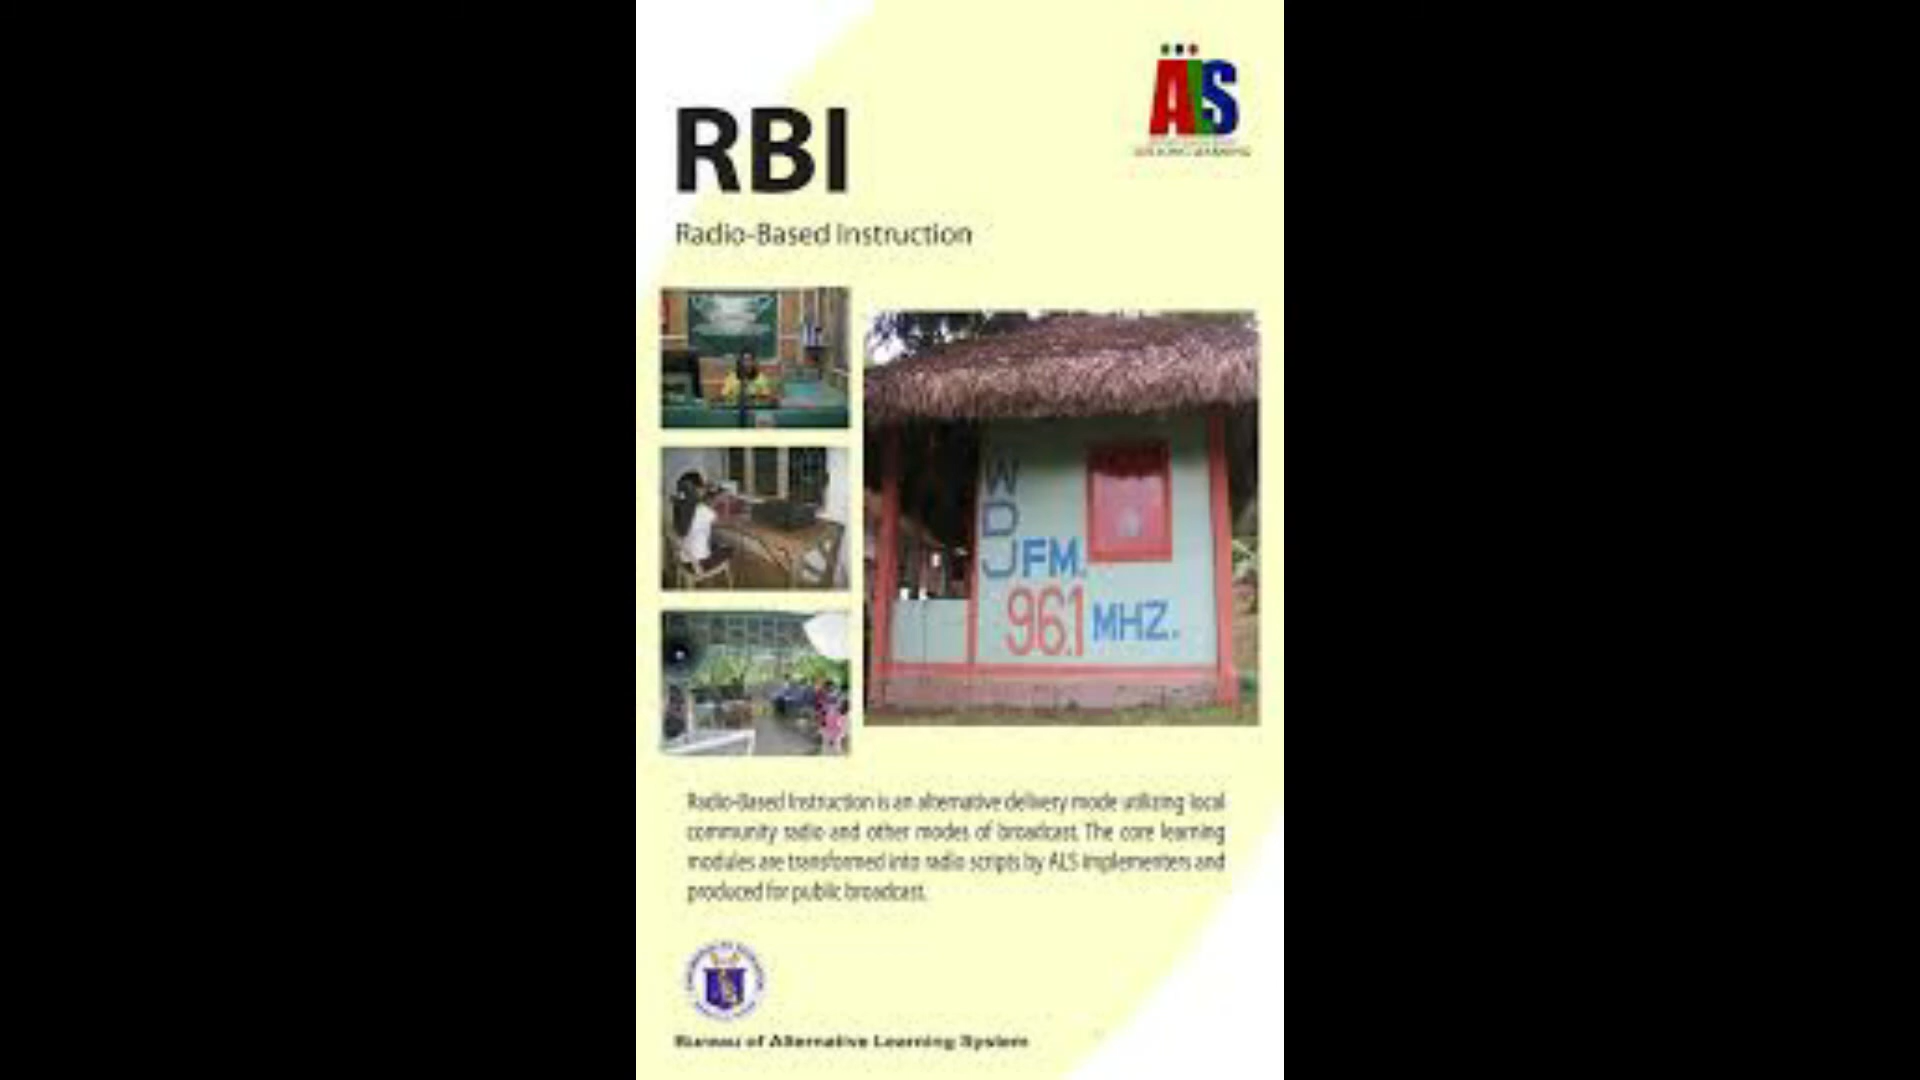 ALS
RBI
Radio-Based Instruction
W
D
J FM.
96.1 MHZ.
Radio-Based Instruction is an alternative delivery mode utilizing local
community radio and other modes of broadcast. The core learning
modules are transformed into radio scripts by ALS implementers and
produced for public broadcast.
Bureau of Alternative Learning System